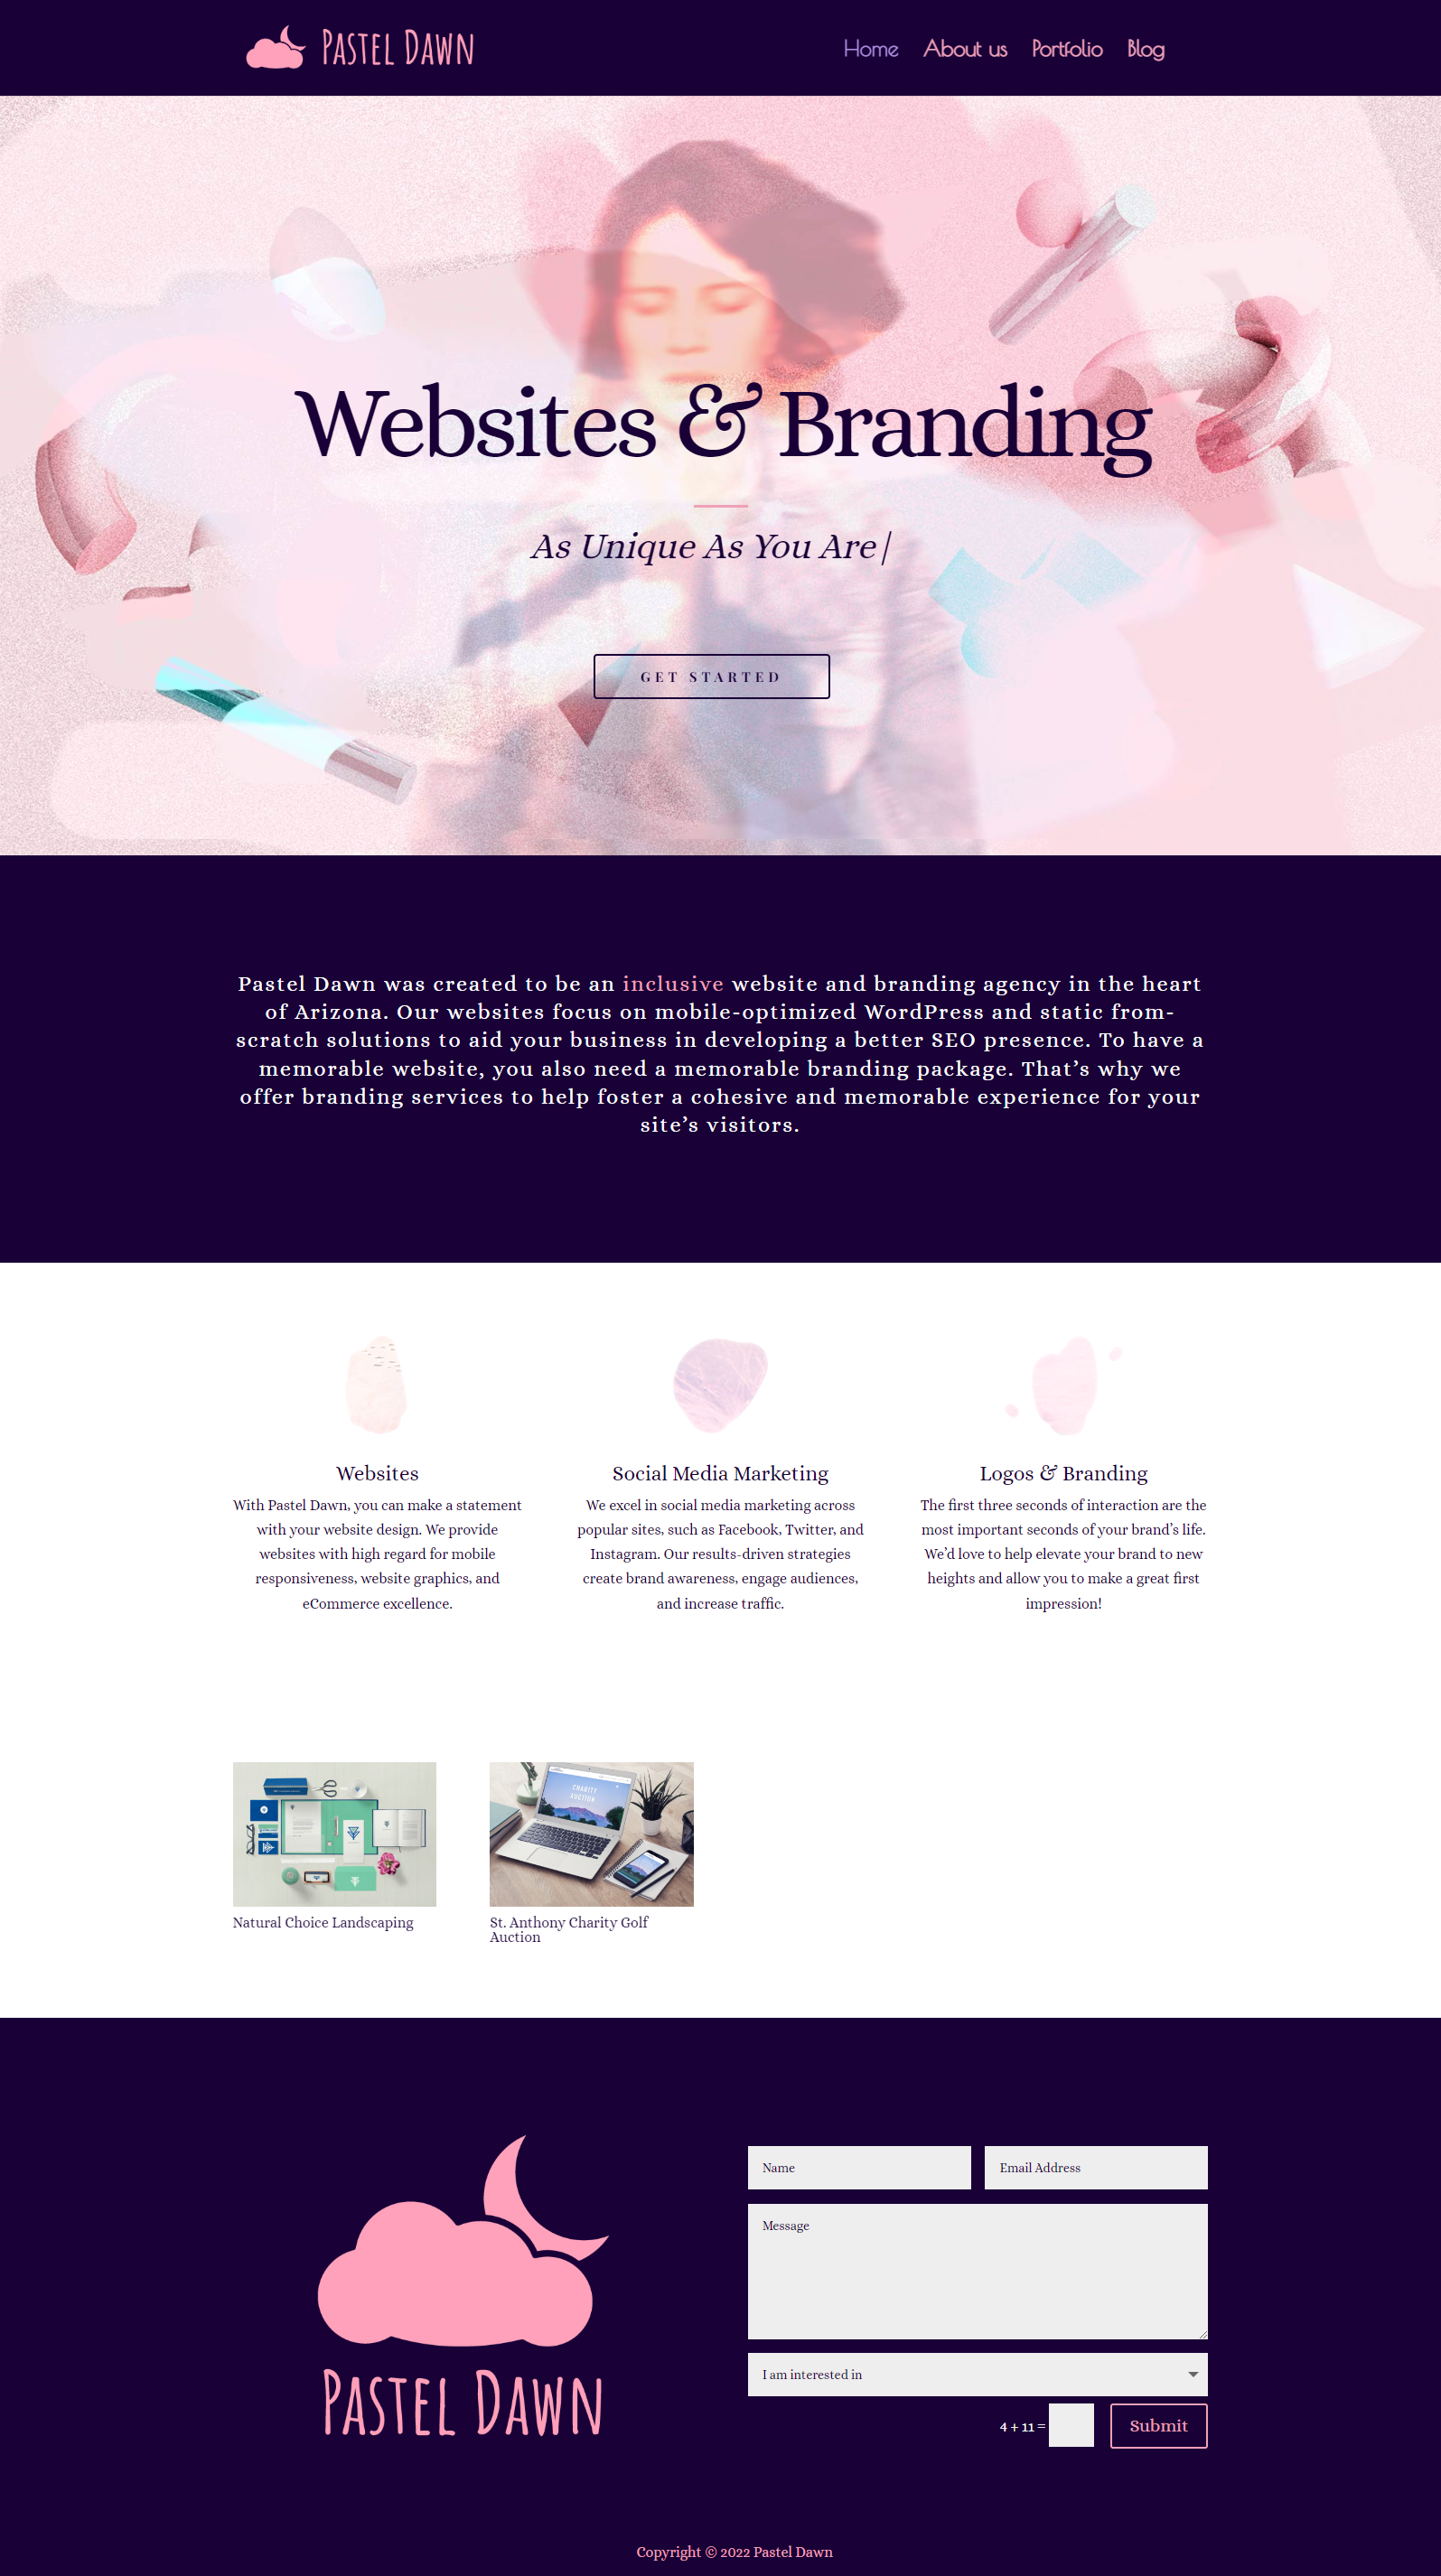 PASTEL DAWN
Home About us Portfolio Blog
Websites & Branding
As Unique As You Are|
GET STARTED
Pastel Dawn was created to be an inclusive website and branding agency in the heart
of Arizona. Our websites focus on mobile-optimized WordPress and static from-
scratch solutions to aid your business in developing a better SEO presence. To have a
memorable website, you also need a memorable branding package. That’s why we
offer branding services to help foster a cohesive and memorable experience for your
site’s visitors.
Websites
With Pastel Dawn, you can make a statement
with your website design. We provide
websites with high regard for mobile
responsiveness, website graphics, and
eCommerce excellence.
Social Media Marketing
We excel in social media marketing across
popular sites, such as Facebook, Twitter, and
Instagram. Our results-driven strategies
create brand awareness, engage audiences,
and increase traffic.
Logos & Branding
The first three seconds of interaction are the
most important seconds of your brand’s life.
We’d love to help elevate your brand to new
heights and allow you to make a great first
impression!
CHARITY
AUCTION
Natural Choice Landscaping
St. Anthony Charity Golf
Auction
PASTEL DAWN
Name
Email Address
Message
I am interested in
4 + 11 =
Submit
Copyright © 2022 Pastel Dawn